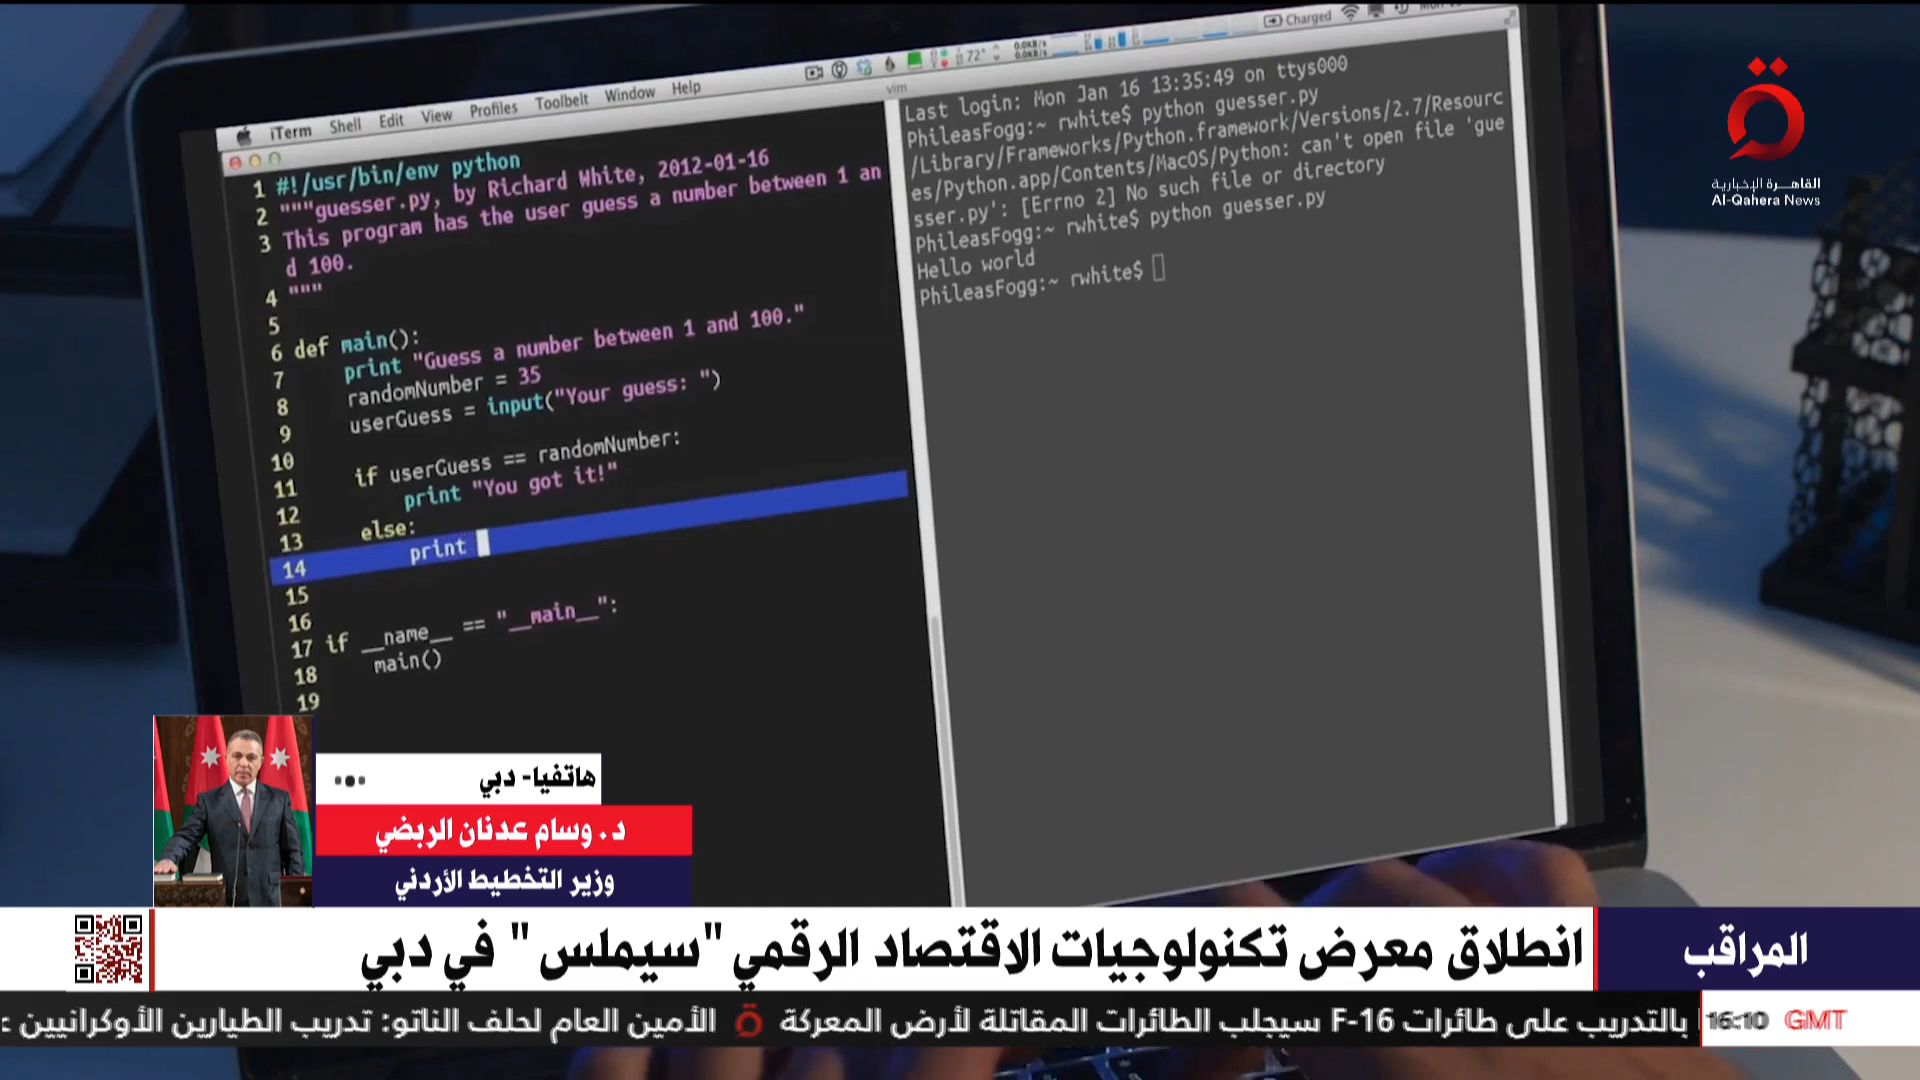 Charged
iTerm Shell Edit View Profiles Toolbelt Window Help
72°
0.0KB/s
0.0KB/s
vim
1 #!/usr/bin/env python
2 """guesser.py, by Richard White, 2012-01-16
3 This program has the user guess a number between 1 an
d 100.
4 """
5
6 def main():
7 print "Guess a number between 1 and 100."
8 randomNumber = 35
9 userGuess = input("Your guess: ")
10
11 if userGuess == randomNumber:
12 print "You got it!"
13 else:
14 print
15
16
17 if __name__ == "__main__":
18 main()
19
Last login: Mon Jan 16 13:35:49 on ttys000
PhileasFogg:~ rwhite$ python guesser.py
/Library/Frameworks/Python.framework/Versions/2.7/Resourc
es/Python.app/Contents/MacOS/Python: can't open file 'gue
sser.py': [Errno 2] No such file or directory
PhileasFogg:~ rwhite$ python guesser.py
Hello world
PhileasFogg:~ rwhite$
القاهرة الإخبارية
Al-Qahera News
هاتفيا- دبي
د. وسام عدنان الربضي
وزير التخطيط الأردني
المراقب
انطلاق معرض تكنولوجيات الاقتصاد الرقمي "سيملس " في دبي
16:10 GMT
بالتدريب على طائرات F-16 سيجلب الطائرات المقاتلة لأرض المعركة
الأمين العام لحلف الناتو: تدريب الطيارين الأوكرانيين